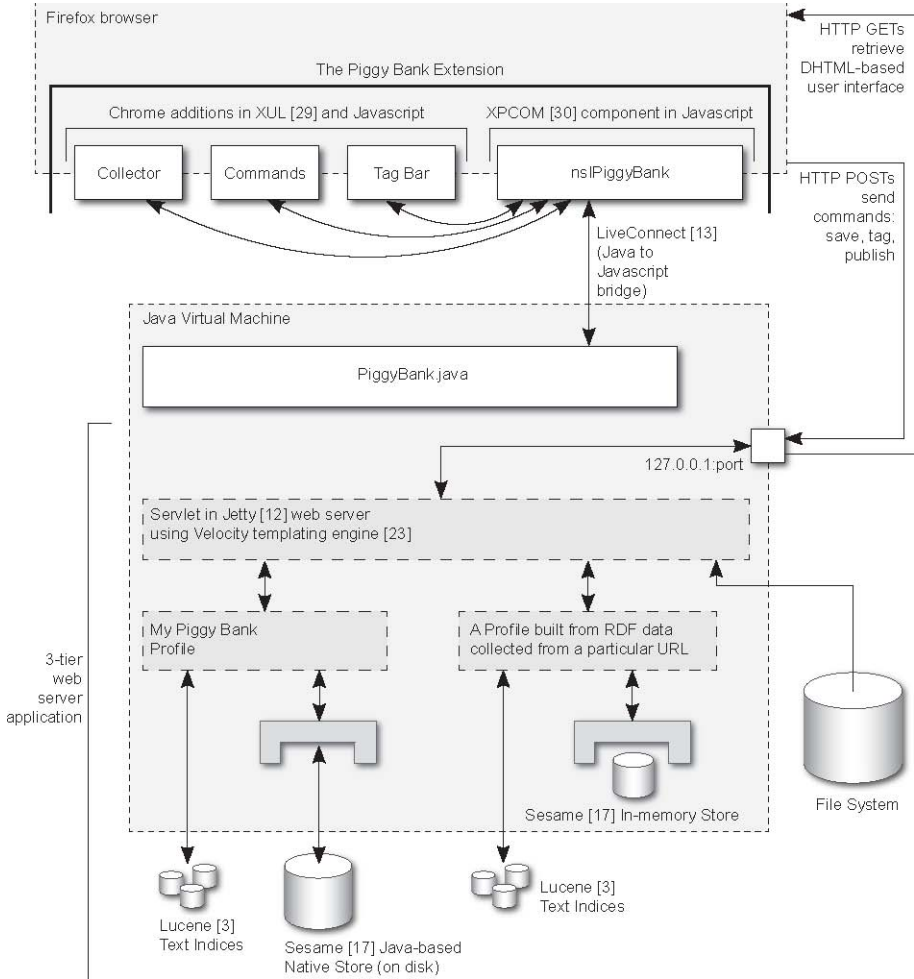 Firefox browser
The Piggy Bank Extension
Chrome additions in XUL [29] and Javascript
XPCOM [30] component in Javascript
Collector
Commands
Tag Bar
nsIPiggyBank
HTTP GETs
retrieve
DHTML-based
user interface
HTTP POSTs
send
commands:
save, tag,
publish
LiveConnect [13]
(Java to
Javascript
bridge)
Java Virtual Machine
PiggyBank.java
127.0.0.1:port
Servlet in Jetty [12] web server
using Velocity templating engine [23]
My Piggy Bank
Profile
A Profile built from RDF data
collected from a particular URL
3-tier
web
server
application
Sesame [17] In-memory Store
File System
Lucene [3]
Text Indices
Sesame [17] Java-based
Native Store (on disk)
Lucene [3]
Text Indices